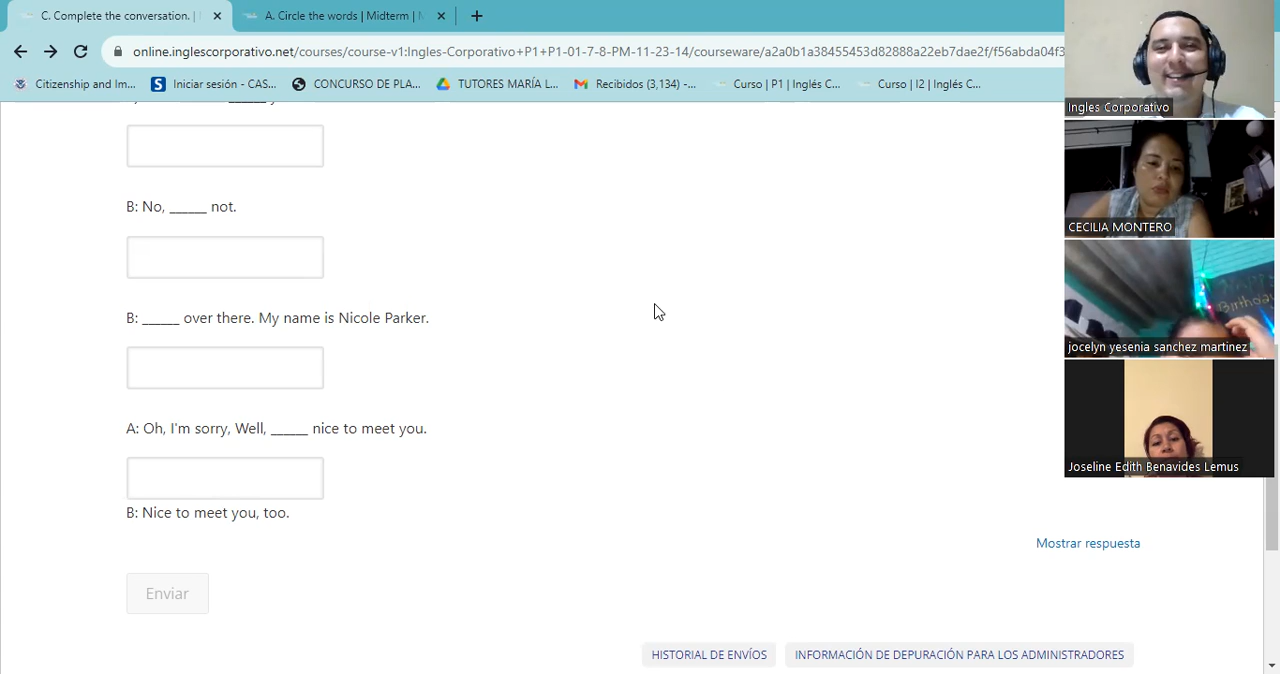 C. Complete the conversation. |
A. Circle the words | Midterm |
online.inglescorporativo.net/courses/course-v1:Ingles-Corporativo+P1+P1-01-7-8-PM-11-23-14/courseware/a2a0b1a38455453d82888a22eb7dae2f/f56abda04f3
Citizenship and Im...
Iniciar sesión - CAS...
CONCURSO DE PLA...
TUTORES MARÍA L...
Recibidos (3,134) -...
Curso | P1 | Inglés C...
Curso | I2 | Inglés C...
B: No, ______ not.
B: ______ over there. My name is Nicole Parker.
A: Oh, I'm sorry, Well, ______ nice to meet you.
B: Nice to meet you, too.
Mostrar respuesta
Enviar
HISTORIAL DE ENVÍOS
INFORMACIÓN DE DEPURACIÓN PARA LOS ADMINISTRADORES
Ingles Corporativo
CECILIA MONTERO
jocelyn yesenia sanchez martinez
Joseline Edith Benavides Lemus